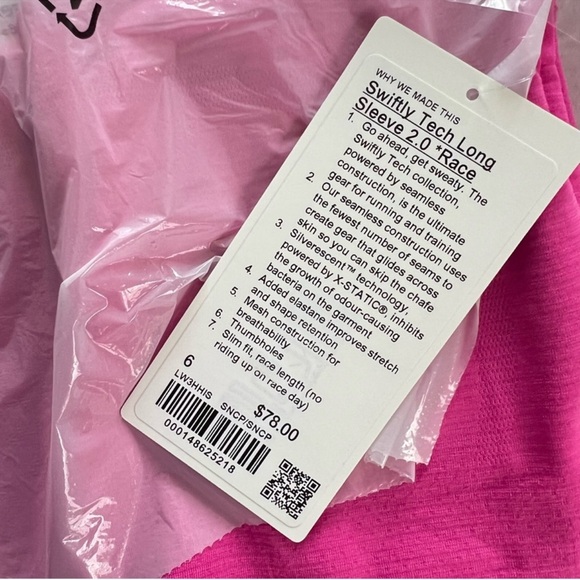 WHY WE MADE THIS
Swiftly Tech Long
Sleeve 2.0 *Race
1. Go ahead, get sweaty. The
Swiftly Tech collection,
powered by seamless
construction, is the ultimate
gear for running and training
2. Our seamless construction uses
the fewest number of seams to
create gear that glides across
skin so you can skip the chafe
3. Silverescent™ technology,
powered by X-STATIC®, inhibits
the growth of odour-causing
bacteria on the garment
4. Added elastane improves stretch
and shape retention
5. Mesh construction for
breathability
6. Thumbholes
7. Slim fit, race length (no
riding up on race day)
6
LW3HHIS SNCP/SNCP
$78.00
000148625218